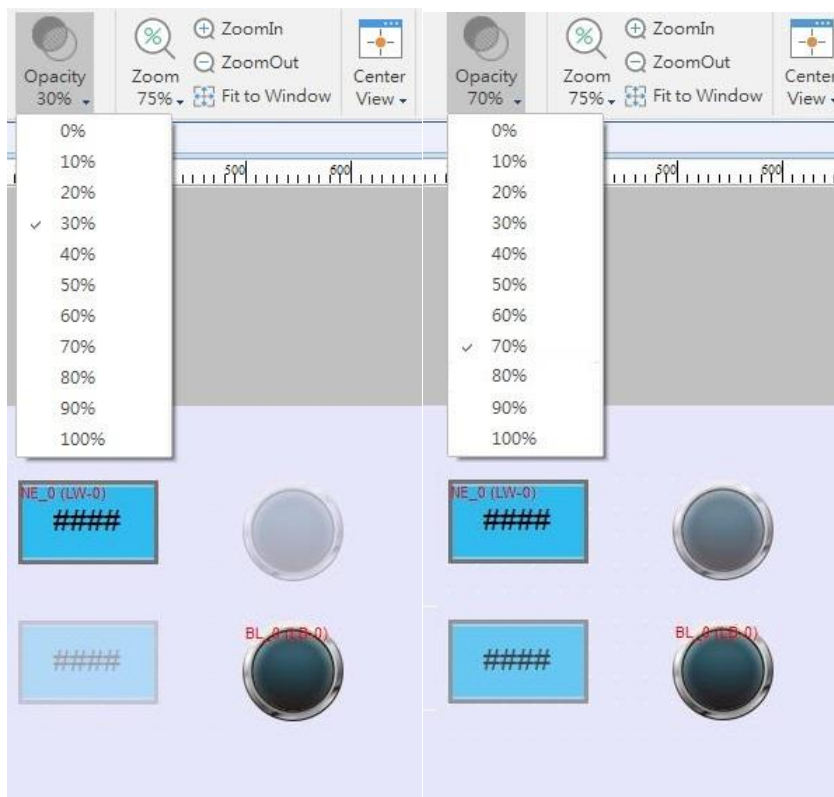 Opacity
30%
Zoom
75%
ZoomIn
ZoomOut
Fit to Window
Center
View
0%
10%
20%
30%
40%
50%
60%
70%
80%
90%
100%
500
600
NE_0 (LW-0)
####
####
BL_0 (LB-0)
Opacity
70%
Zoom
75%
ZoomIn
ZoomOut
Fit to Window
Center
View
0%
10%
20%
30%
40%
50%
60%
70%
80%
90%
100%
500
600
NE_0 (LW-0)
####
####
BL_0 (LB-0)